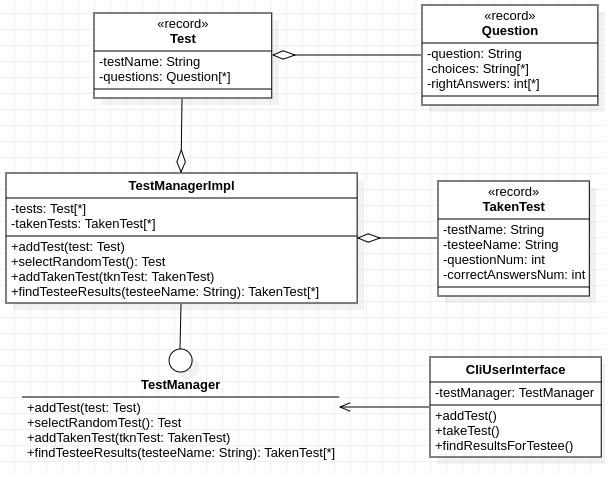 «record»
Test
-testName: String
-questions: Question[*]
«record»
Question
-question: String
-choices: String[*]
-rightAnswers: int[*]
TestManagerImpl
-tests: Test[*]
-takenTests: TakenTest[*]
+addTest(test: Test)
+selectRandomTest(): Test
+addTakenTest(tknTest: TakenTest)
+findTesteeResults(testeeName: String): TakenTest[*]
«record»
TakenTest
-testName: String
-testeeName: String
-questionNum: int
-correctAnswersNum: int
TestManager
+addTest(test: Test)
+selectRandomTest(): Test
+addTakenTest(tknTest: TakenTest)
+findTesteeResults(testeeName: String): TakenTest[*]
CliUserInterface
-testManager: TestManager
+addTest()
+takeTest()
+findResultsForTestee()